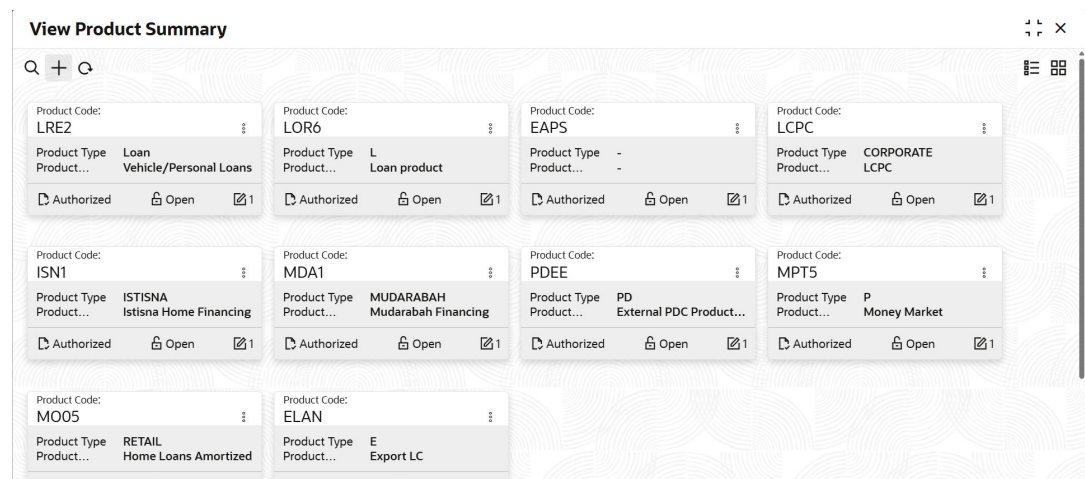 View Product Summary
Product Code:
LRE2
Product Type Loan
Product... Vehicle/Personal Loans
Authorized Open 1
Product Code:
LOR6
Product Type L
Product... Loan product
Authorized Open 1
Product Code:
EAPS
Product Type -
Product... -
Authorized Open 1
Product Code:
LCPC
Product Type CORPORATE
Product... LCPC
Authorized Open 1
Product Code:
ISN1
Product Type ISTISNA
Product... Istisna Home Financing
Authorized Open 1
Product Code:
MDA1
Product Type MUDARABAH
Product... Mudarabah Financing
Authorized Open 1
Product Code:
PDEE
Product Type PD
Product... External PDC Product...
Authorized Open 1
Product Code:
MPT5
Product Type P
Product... Money Market
Authorized Open 1
Product Code:
MO05
Product Type RETAIL
Product... Home Loans Amortized
Product Code:
ELAN
Product Type E
Product... Export LC